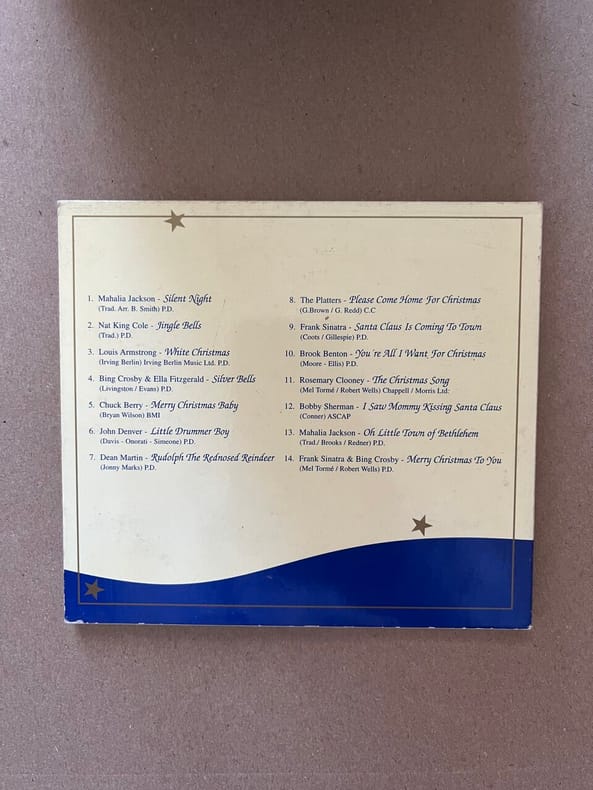 1. Mahalia Jackson - Silent Night
(Trad. Arr. B. Smith) P.D.
2. Nat King Cole - Jingle Bells
(Trad.) P.D.
3. Louis Armstrong - White Christmas
(Irving Berlin) Irving Berlin Music Ltd. P.D.
4. Bing Crosby & Ella Fitzgerald - Silver Bells
(Livingston / Evans) P.D.
5. Chuck Berry - Merry Christmas Baby
(Bryan Wilson) BMI
6. John Denver - Little Drummer Boy
(Davis - Onorati - Simeone) P.D.
7. Dean Martin - Rudolph The Rednosed Reindeer
(Jonny Marks) P.D.
8. The Platters - Please Come Home For Christmas
(G.Brown / G. Redd) C.C
9. Frank Sinatra - Santa Claus Is Coming To Town
(Coots / Gillespie) P.D.
10. Brook Benton - You're All I Want For Christmas
(Moore - Ellis) P.D.
11. Rosemary Clooney - The Christmas Song
(Mel Tormé / Robert Wells) Chappell / Morris Ltd.
12. Bobby Sherman - I Saw Mommy Kissing Santa Claus
(Conner) ASCAP
13. Mahalia Jackson - Oh Little Town of Bethlehem
(Trad./ Brooks / Redner) P.D.
14. Frank Sinatra & Bing Crosby - Merry Christmas To You
(Mel Tormé / Robert Wells) P.D.